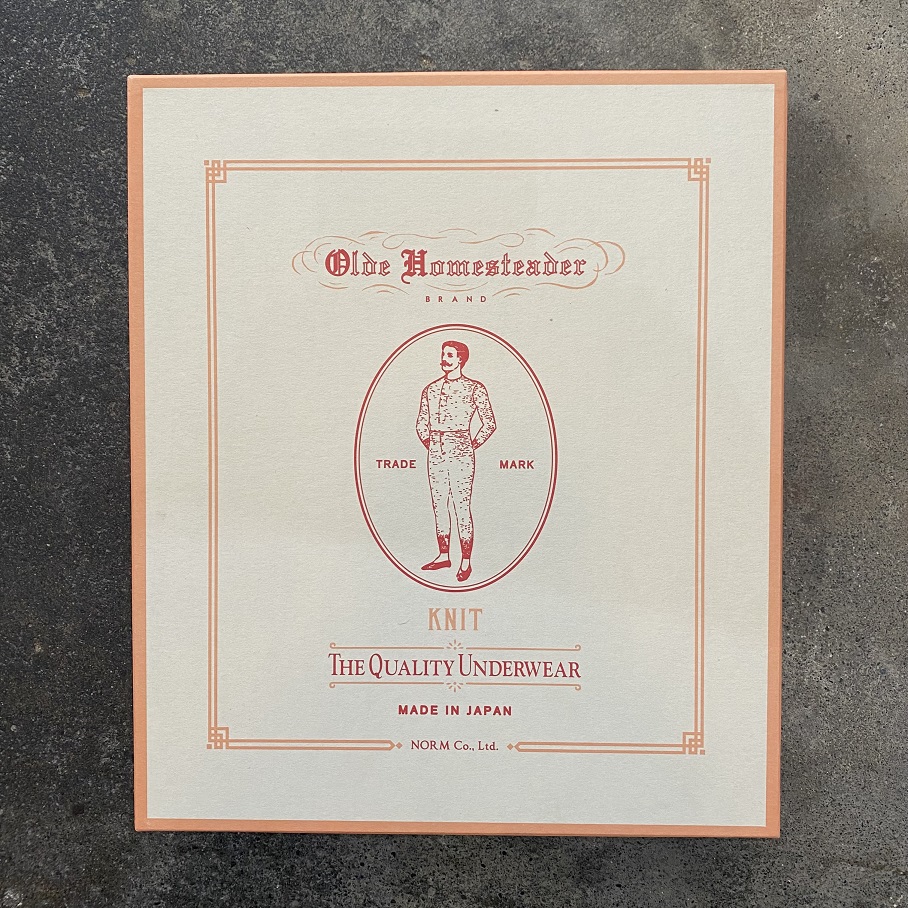 Olde Homesteader
BRAND
TRADE MARK
KNIT
THE QUALITY UNDERWEAR
MADE IN JAPAN
NORM Co., Ltd.